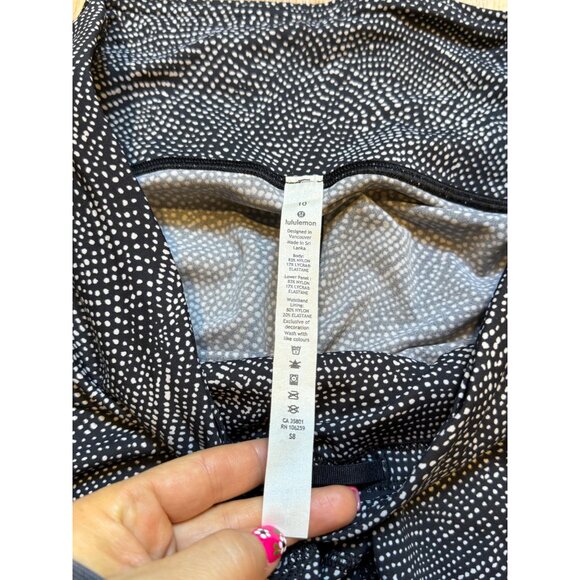 10
lululemon
Designed in
Vancouver
Made in Sri
Lanka
Body:
83% NYLON
17% LYCRA®
ELASTANE
Lower Panel:
83% NYLON
17% LYCRA®
ELASTANE
Waistband
Lining:
80% NYLON
20% ELASTANE
Exclusive of
decoration
Wash with
like colours
CA 35801
RN 106259
S8